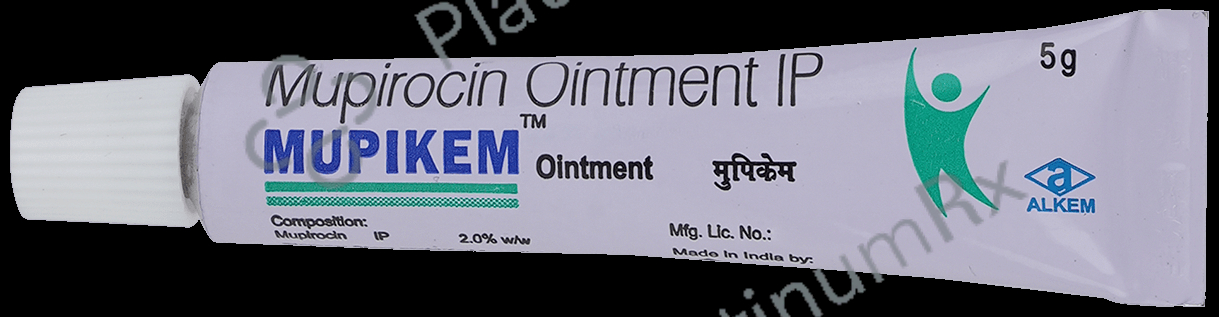 Mupirocin Ointment IP
MUPIKEM™ Ointment मुपिकेम
5g
a
ALKEM
Composition:
Mupirocin IP 2.0% w/w
Mfg. Lic. No.:
Made in India by:
PlatinumRx